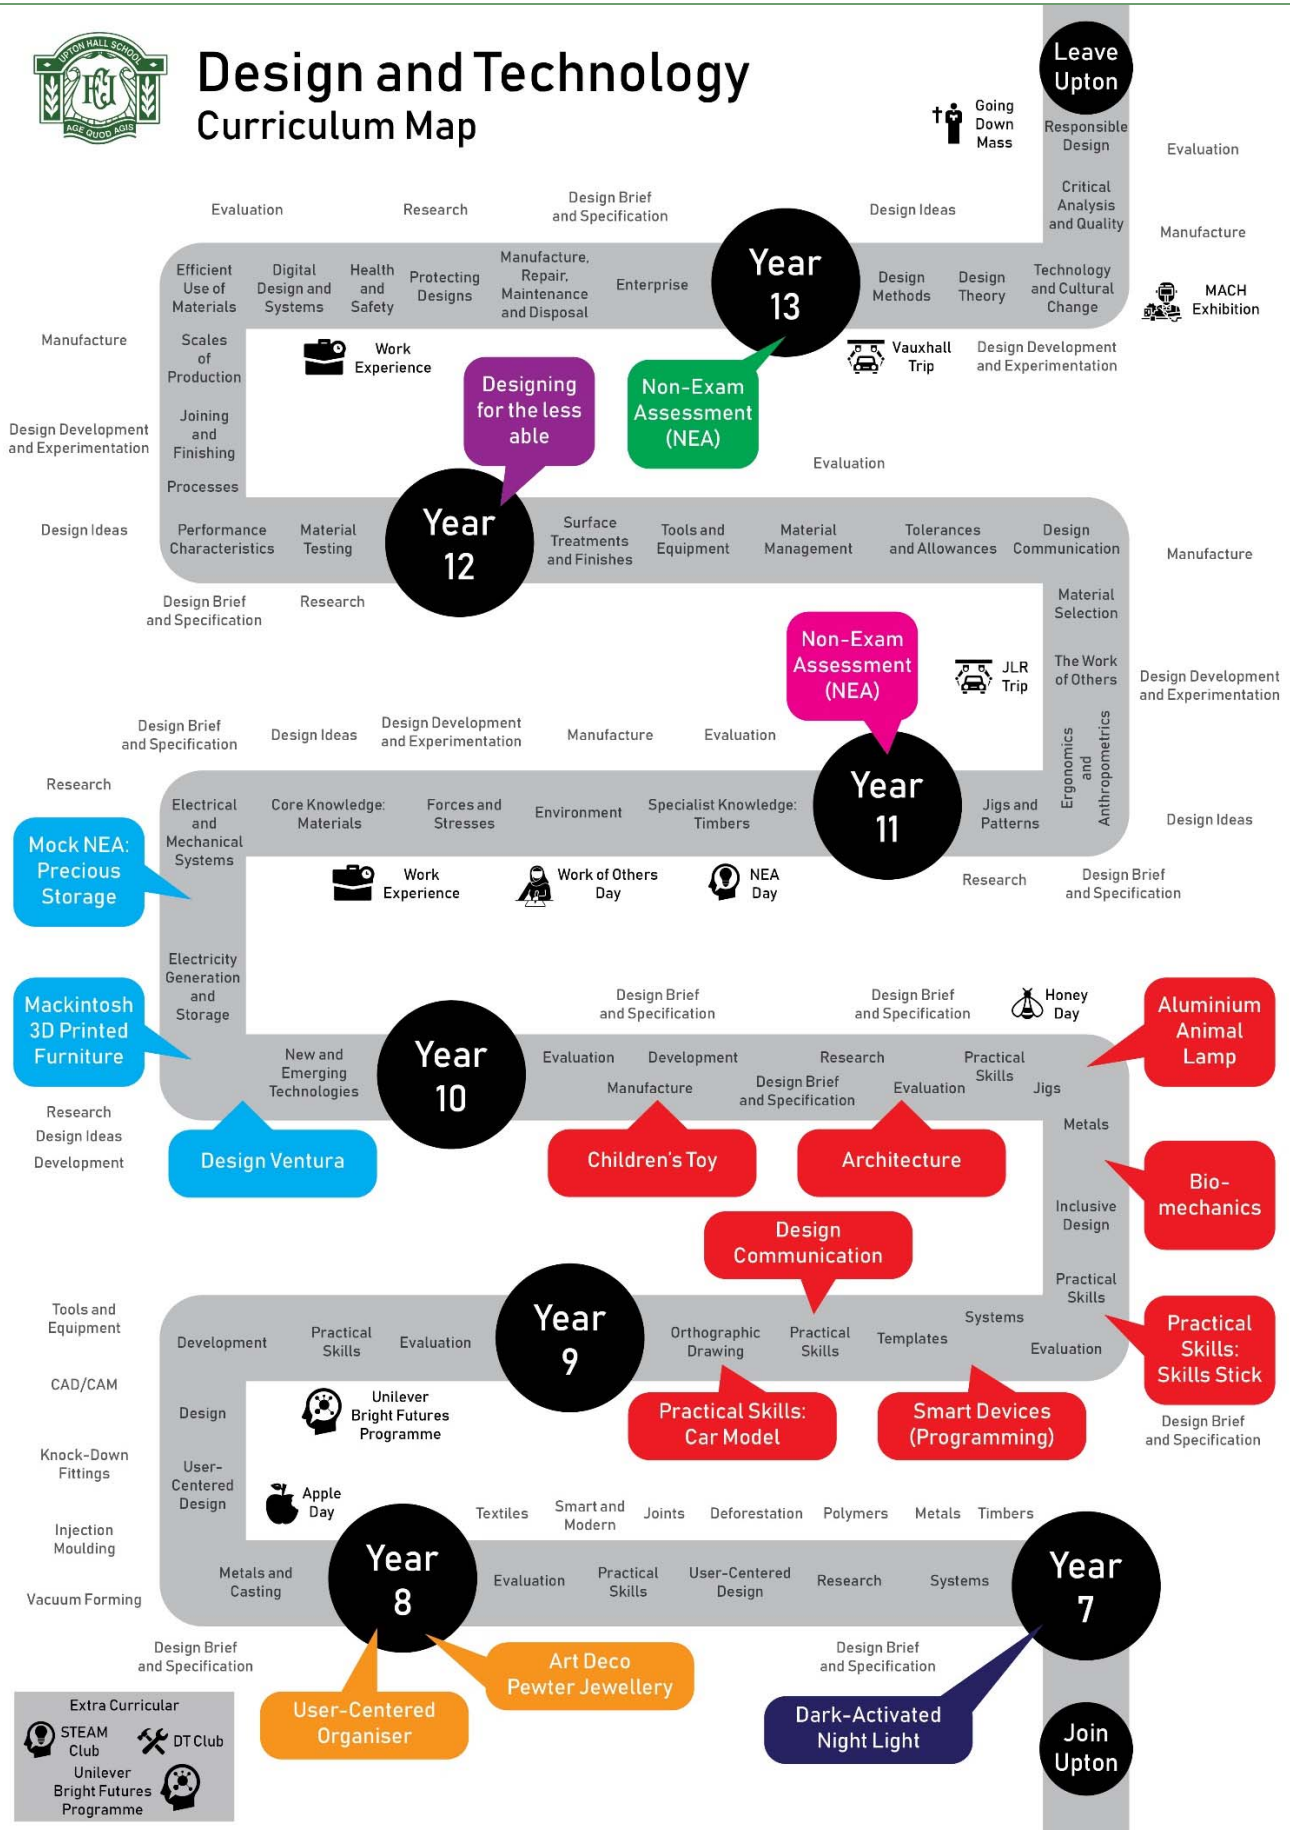 UPTON HALL SCHOOL
FCJ
AGE QUOD AGIS
Design and Technology
Curriculum Map
Leave
Upton
Going
Down
Mass
Responsible
Design
Evaluation
Critical
Analysis
and Quality
Manufacture
Evaluation
Research
Design Brief
and Specification
Design Ideas
Year
13
Efficient
Use of
Materials
Digital
Design and
Systems
Health
and
Safety
Protecting
Designs
Manufacture,
Repair,
Maintenance
and Disposal
Enterprise
Design
Methods
Design
Theory
Technology
and Cultural
Change
MACH
Exhibition
Manufacture
Scales
of
Production
Work
Experience
Designing
for the less
able
Non-Exam
Assessment
(NEA)
Vauxhall
Trip
Design Development
and Experimentation
Design Development
and Experimentation
Joining
and
Finishing
Processes
Evaluation
Design Ideas
Performance
Characteristics
Material
Testing
Year
12
Surface
Treatments
and Finishes
Tools and
Equipment
Material
Management
Tolerances
and Allowances
Design
Communication
Manufacture
Design Brief
and Specification
Research
Material
Selection
Non-Exam
Assessment
(NEA)
JLR
Trip
The Work
of Others
Design Development
and Experimentation
Design Brief
and Specification
Design Ideas
Design Development
and Experimentation
Manufacture
Evaluation
Ergonomics
and
Anthropometrics
Research
Electrical
and
Mechanical
Systems
Core Knowledge:
Materials
Forces and
Stresses
Environment
Specialist Knowledge:
Timbers
Year
11
Jigs and
Patterns
Design Ideas
Mock NEA:
Precious
Storage
Work
Experience
Work of Others
Day
NEA
Day
Research
Design Brief
and Specification
Electricity
Generation
and
Storage
Mackintosh
3D Printed
Furniture
Design Brief
and Specification
Design Brief
and Specification
Honey
Day
Aluminium
Animal
Lamp
New and
Emerging
Technologies
Year
10
Evaluation
Development
Manufacture
Design Brief
and Specification
Research
Evaluation
Practical
Skills
Jigs
Research
Design Ideas
Development
Metals
Design Ventura
Children's Toy
Architecture
Bio-
mechanics
Inclusive
Design
Design
Communication
Practical
Skills
Tools and
Equipment
Development
Practical
Skills
Evaluation
Year
9
Orthographic
Drawing
Practical
Skills
Templates
Systems
Evaluation
Practical
Skills:
Skills Stick
CAD/CAM
Design
Unilever
Bright Futures
Programme
Practical Skills:
Car Model
Smart Devices
(Programming)
Design Brief
and Specification
Knock-Down
Fittings
User-
Centered
Design
Apple
Day
Textiles
Smart and
Modern
Joints
Deforestation
Polymers
Metals
Timbers
Injection
Moulding
Metals and
Casting
Year
8
Evaluation
Practical
Skills
User-Centered
Design
Research
Systems
Year
7
Vacuum Forming
Design Brief
and Specification
Art Deco
Pewter Jewellery
Design Brief
and Specification
User-Centered
Organiser
Dark-Activated
Night Light
Extra Curricular
STEAM
Club
DT Club
Unilever
Bright Futures
Programme
Join
Upton